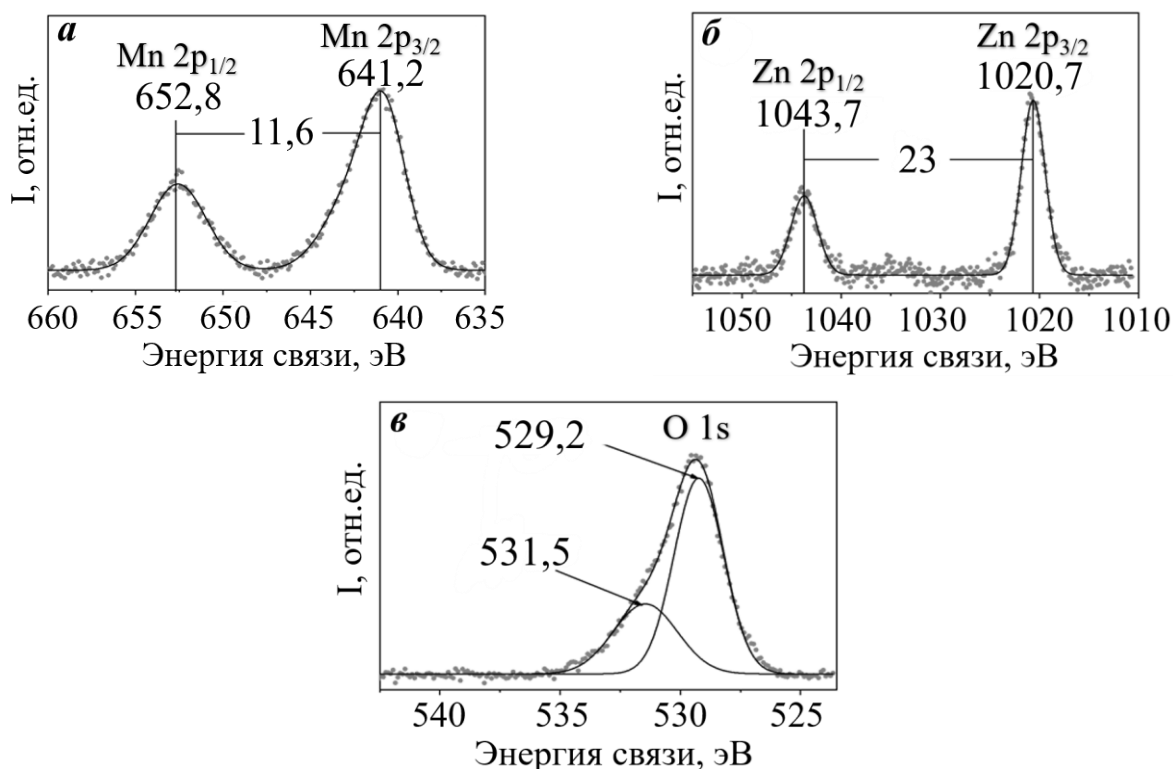 а
Mn 2p1/2
652,8
Mn 2p3/2
641,2
11,6
I, отн.ед.
660 655 650 645 640 635
Энергия связи, эВ
б
Zn 2p1/2
1043,7
Zn 2p3/2
1020,7
23
I, отн.ед.
1050 1040 1030 1020 1010
Энергия связи, эВ
в
O 1s
529,2
531,5
I, отн.ед.
540 535 530 525
Энергия связи, эВ